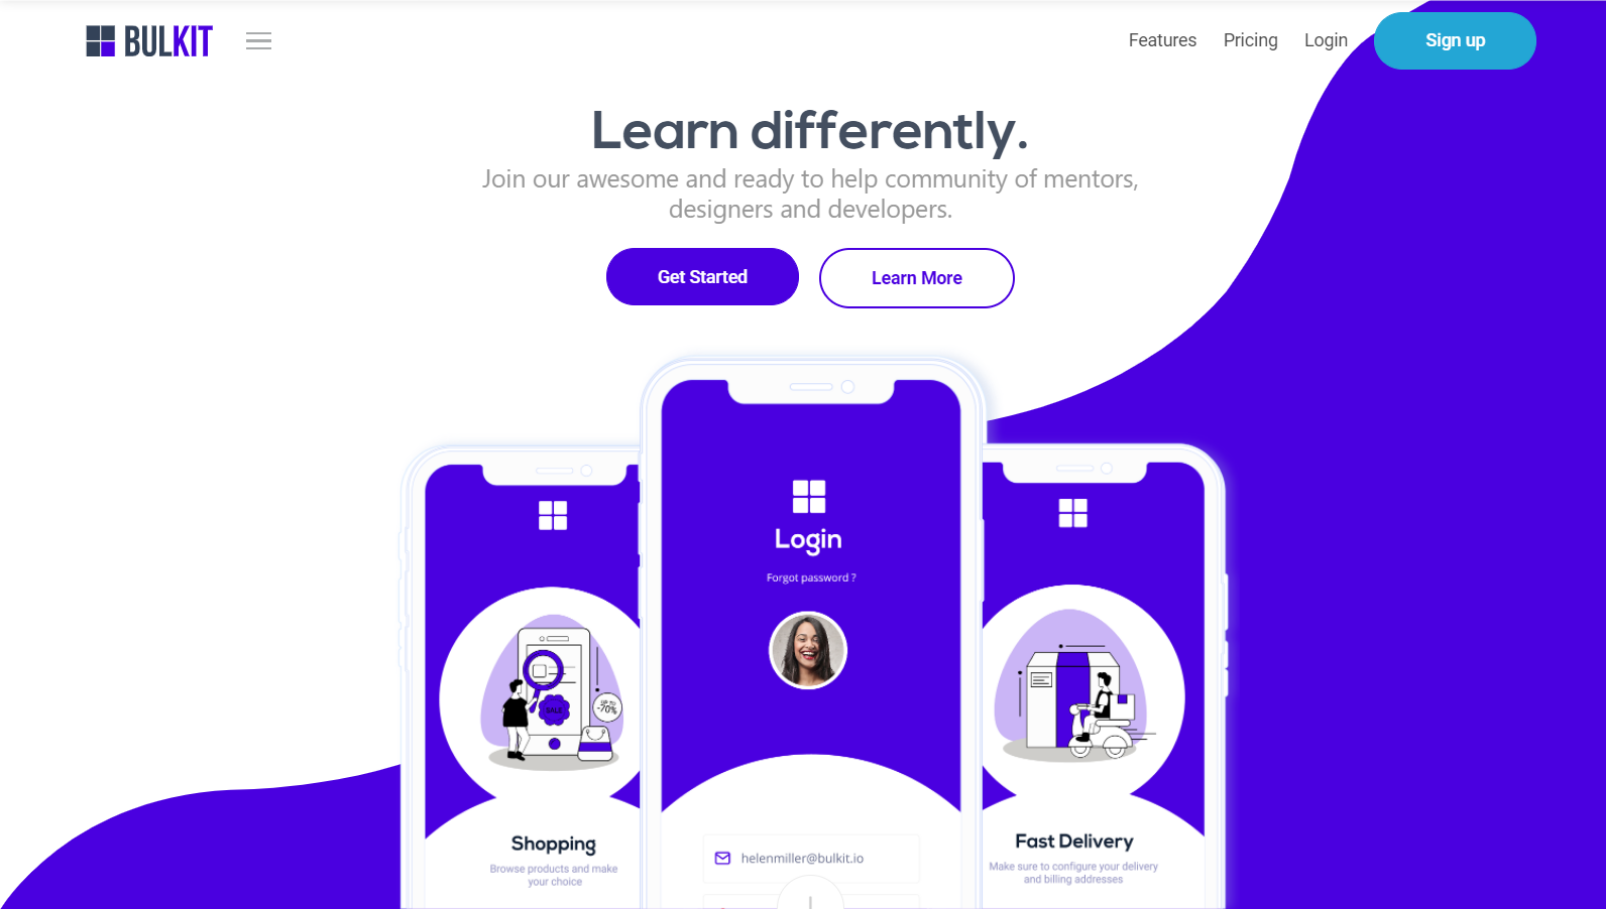 BULKIT
Features Pricing Login Sign up
Learn differently.
Join our awesome and ready to help community of mentors,
designers and developers.
Get Started Learn More
Login
Forgot password ?
SALE
UP TO
-70%
Shopping
Browse products and make
your choice
helenmiller@bulkit.io
Fast Delivery
Make sure to configure your delivery
and billing addresses